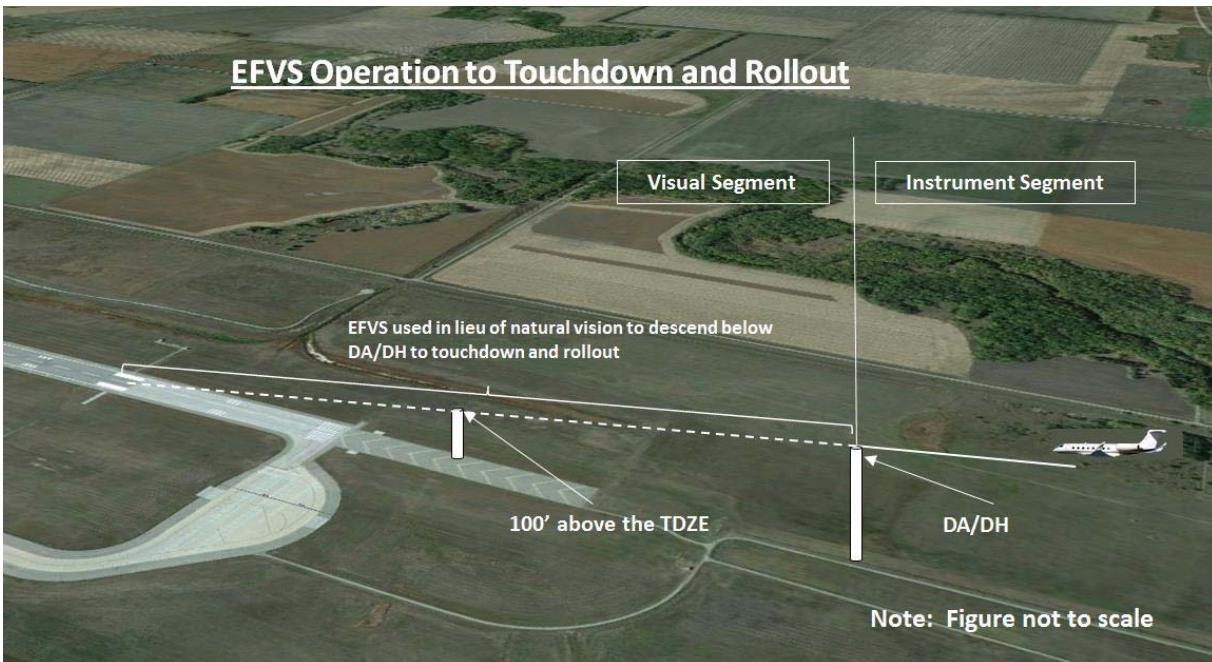 EFVS Operation to Touchdown and Rollout
Visual Segment
Instrument Segment
EFVS used in lieu of natural vision to descend below
DA/DH to touchdown and rollout
100’ above the TDZE
DA/DH
Note:  Figure not to scale